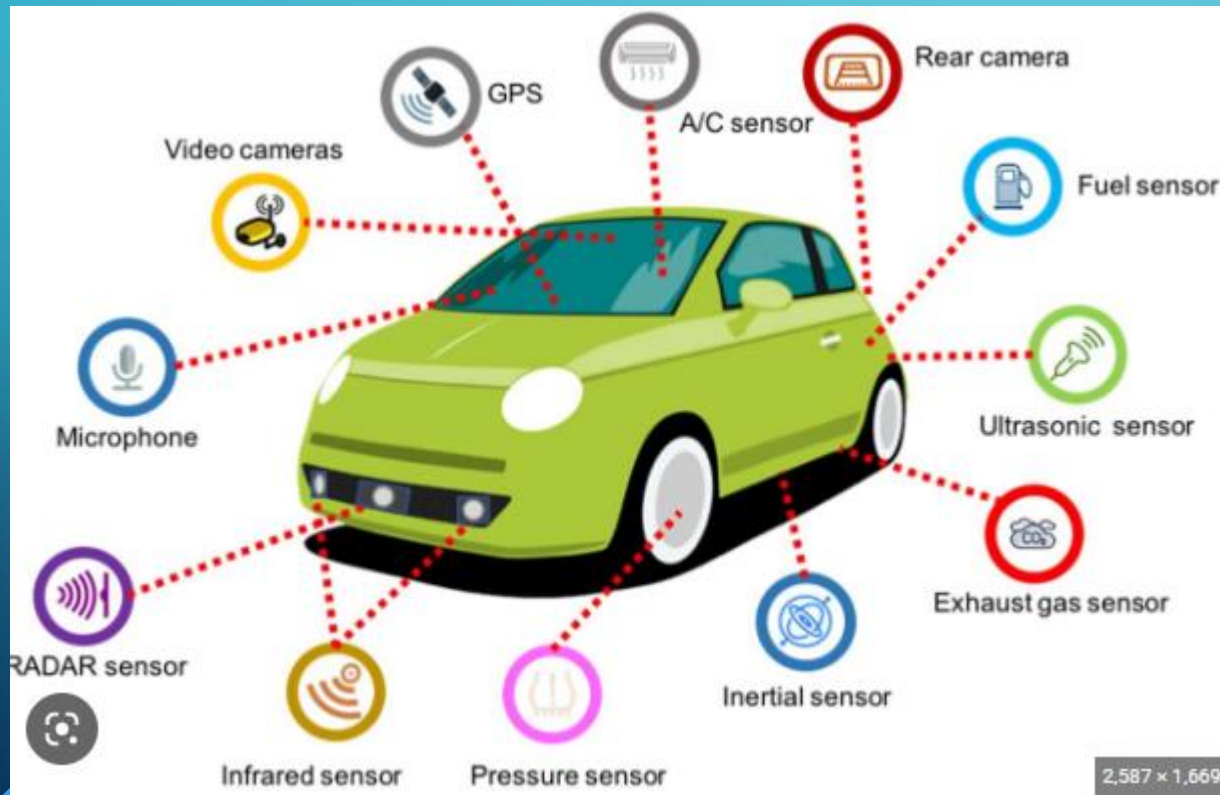 GPS
A/C sensor
Rear camera
Video cameras
Fuel sensor
Microphone
Ultrasonic sensor
CO₂
Exhaust gas sensor
RADAR sensor
Inertial sensor
Infrared sensor
Pressure sensor
2,587 × 1,669